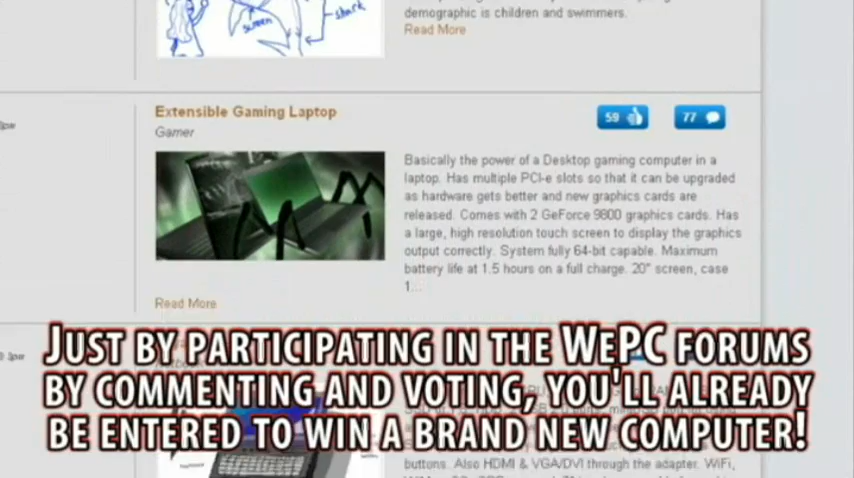 screen
shark
demographic is children and swimmers.
Read More
Extensible Gaming Laptop
Gamer
59
77
Basically the power of a Desktop gaming computer in a
laptop. Has multiple PCI-e slots so that it can be upgraded
as hardware gets better and new graphics cards are
released. Comes with 2 GeForce 9800 graphics cards. Has
a large, high resolution touch screen to display the graphics
output correctly. System fully 64-bit capable. Maximum
battery life at 1.5 hours on a full charge. 20" screen, case
1...
Read More
JUST BY PARTICIPATING IN THE WEPC FORUMS
BY COMMENTING AND VOTING, YOU'LL ALREADY
BE ENTERED TO WIN A BRAND NEW COMPUTER!
buttons. Also HDMI & VGA/DVI through the adapter. WiFi,